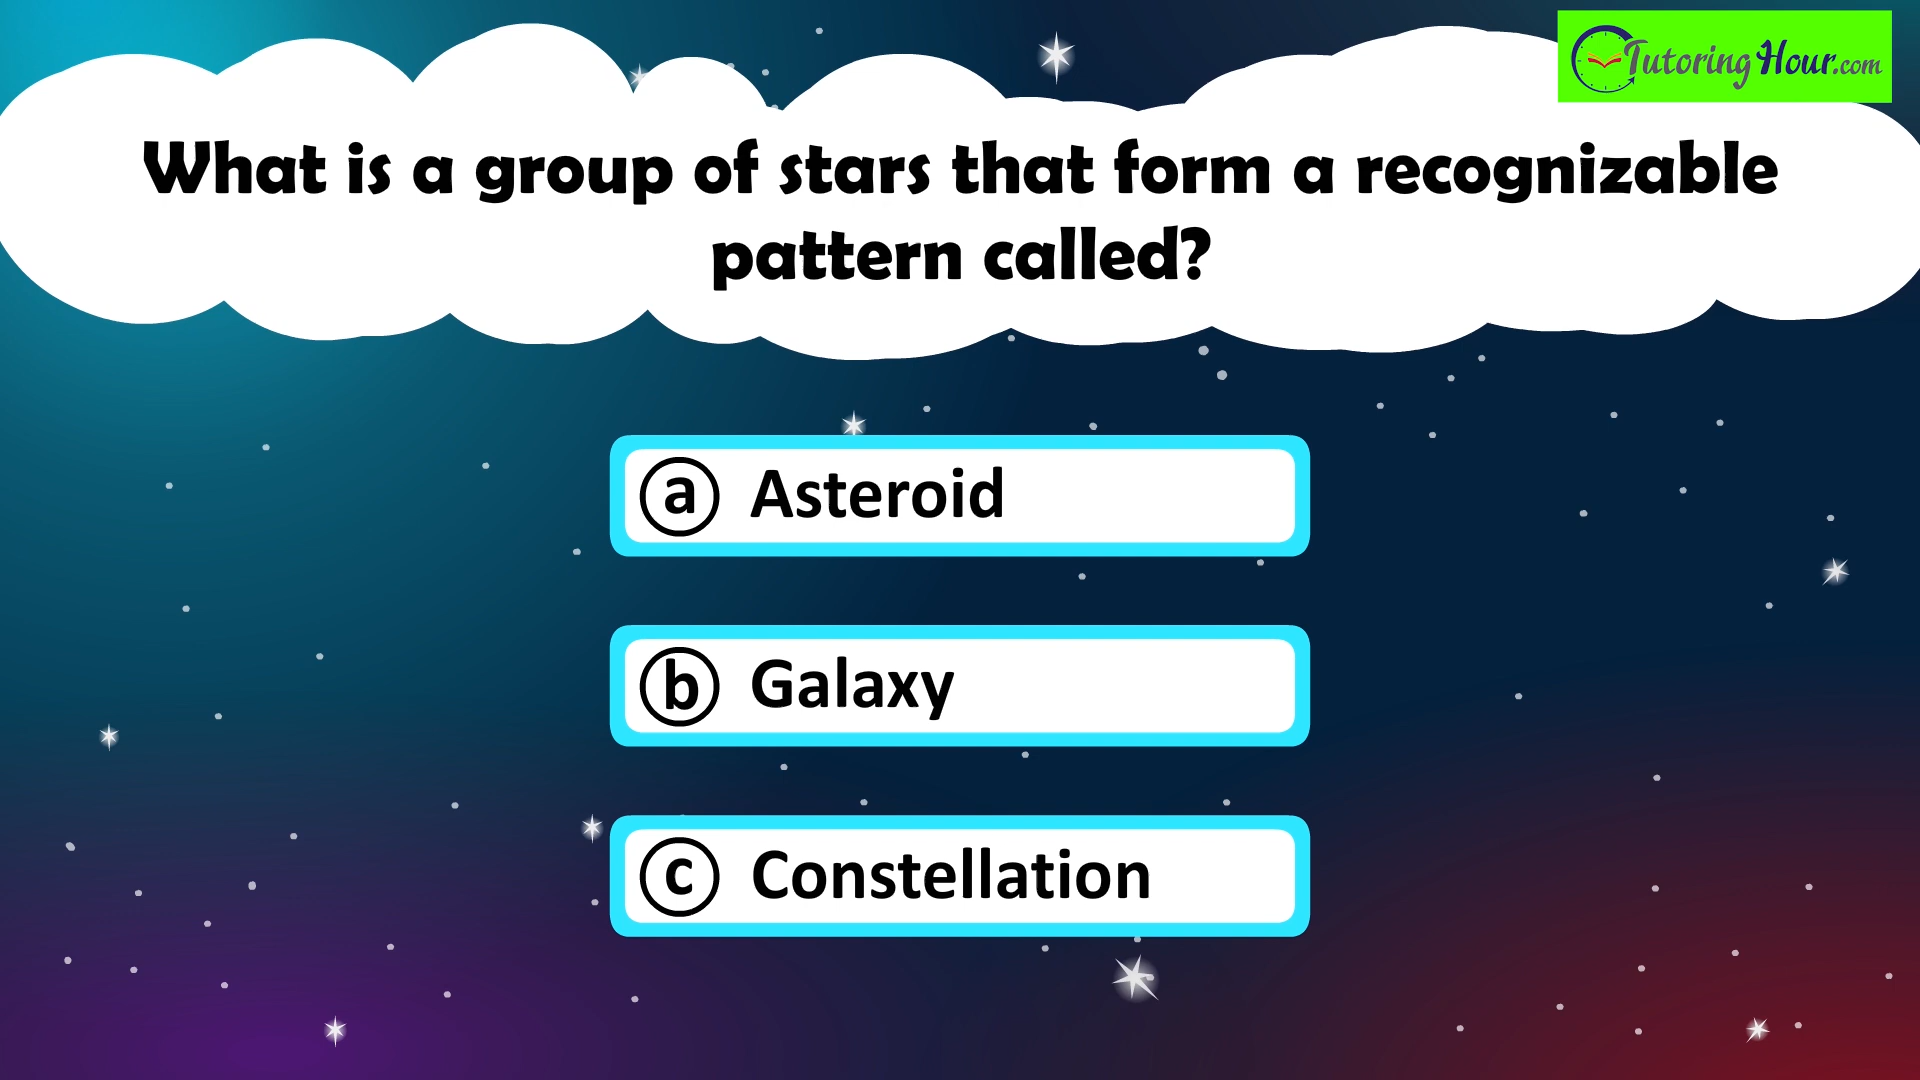 TutoringHour.com
What is a group of stars that form a recognizable
pattern called?
a Asteroid
b Galaxy
c Constellation